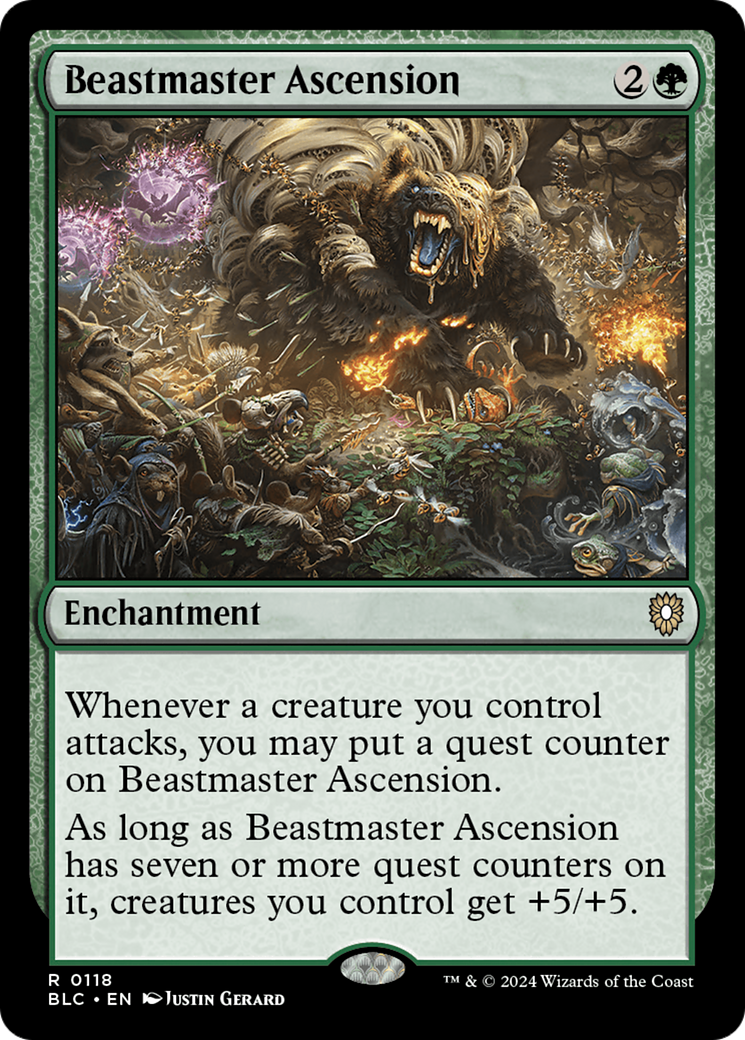 Beastmaster Ascension 2
Enchantment
Whenever a creature you control
attacks, you may put a quest counter
on Beastmaster Ascension.
As long as Beastmaster Ascension
has seven or more quest counters on
it, creatures you control get +5/+5.
R 0118
BLC • EN Justin Gerard
™ & © 2024 Wizards of the Coast